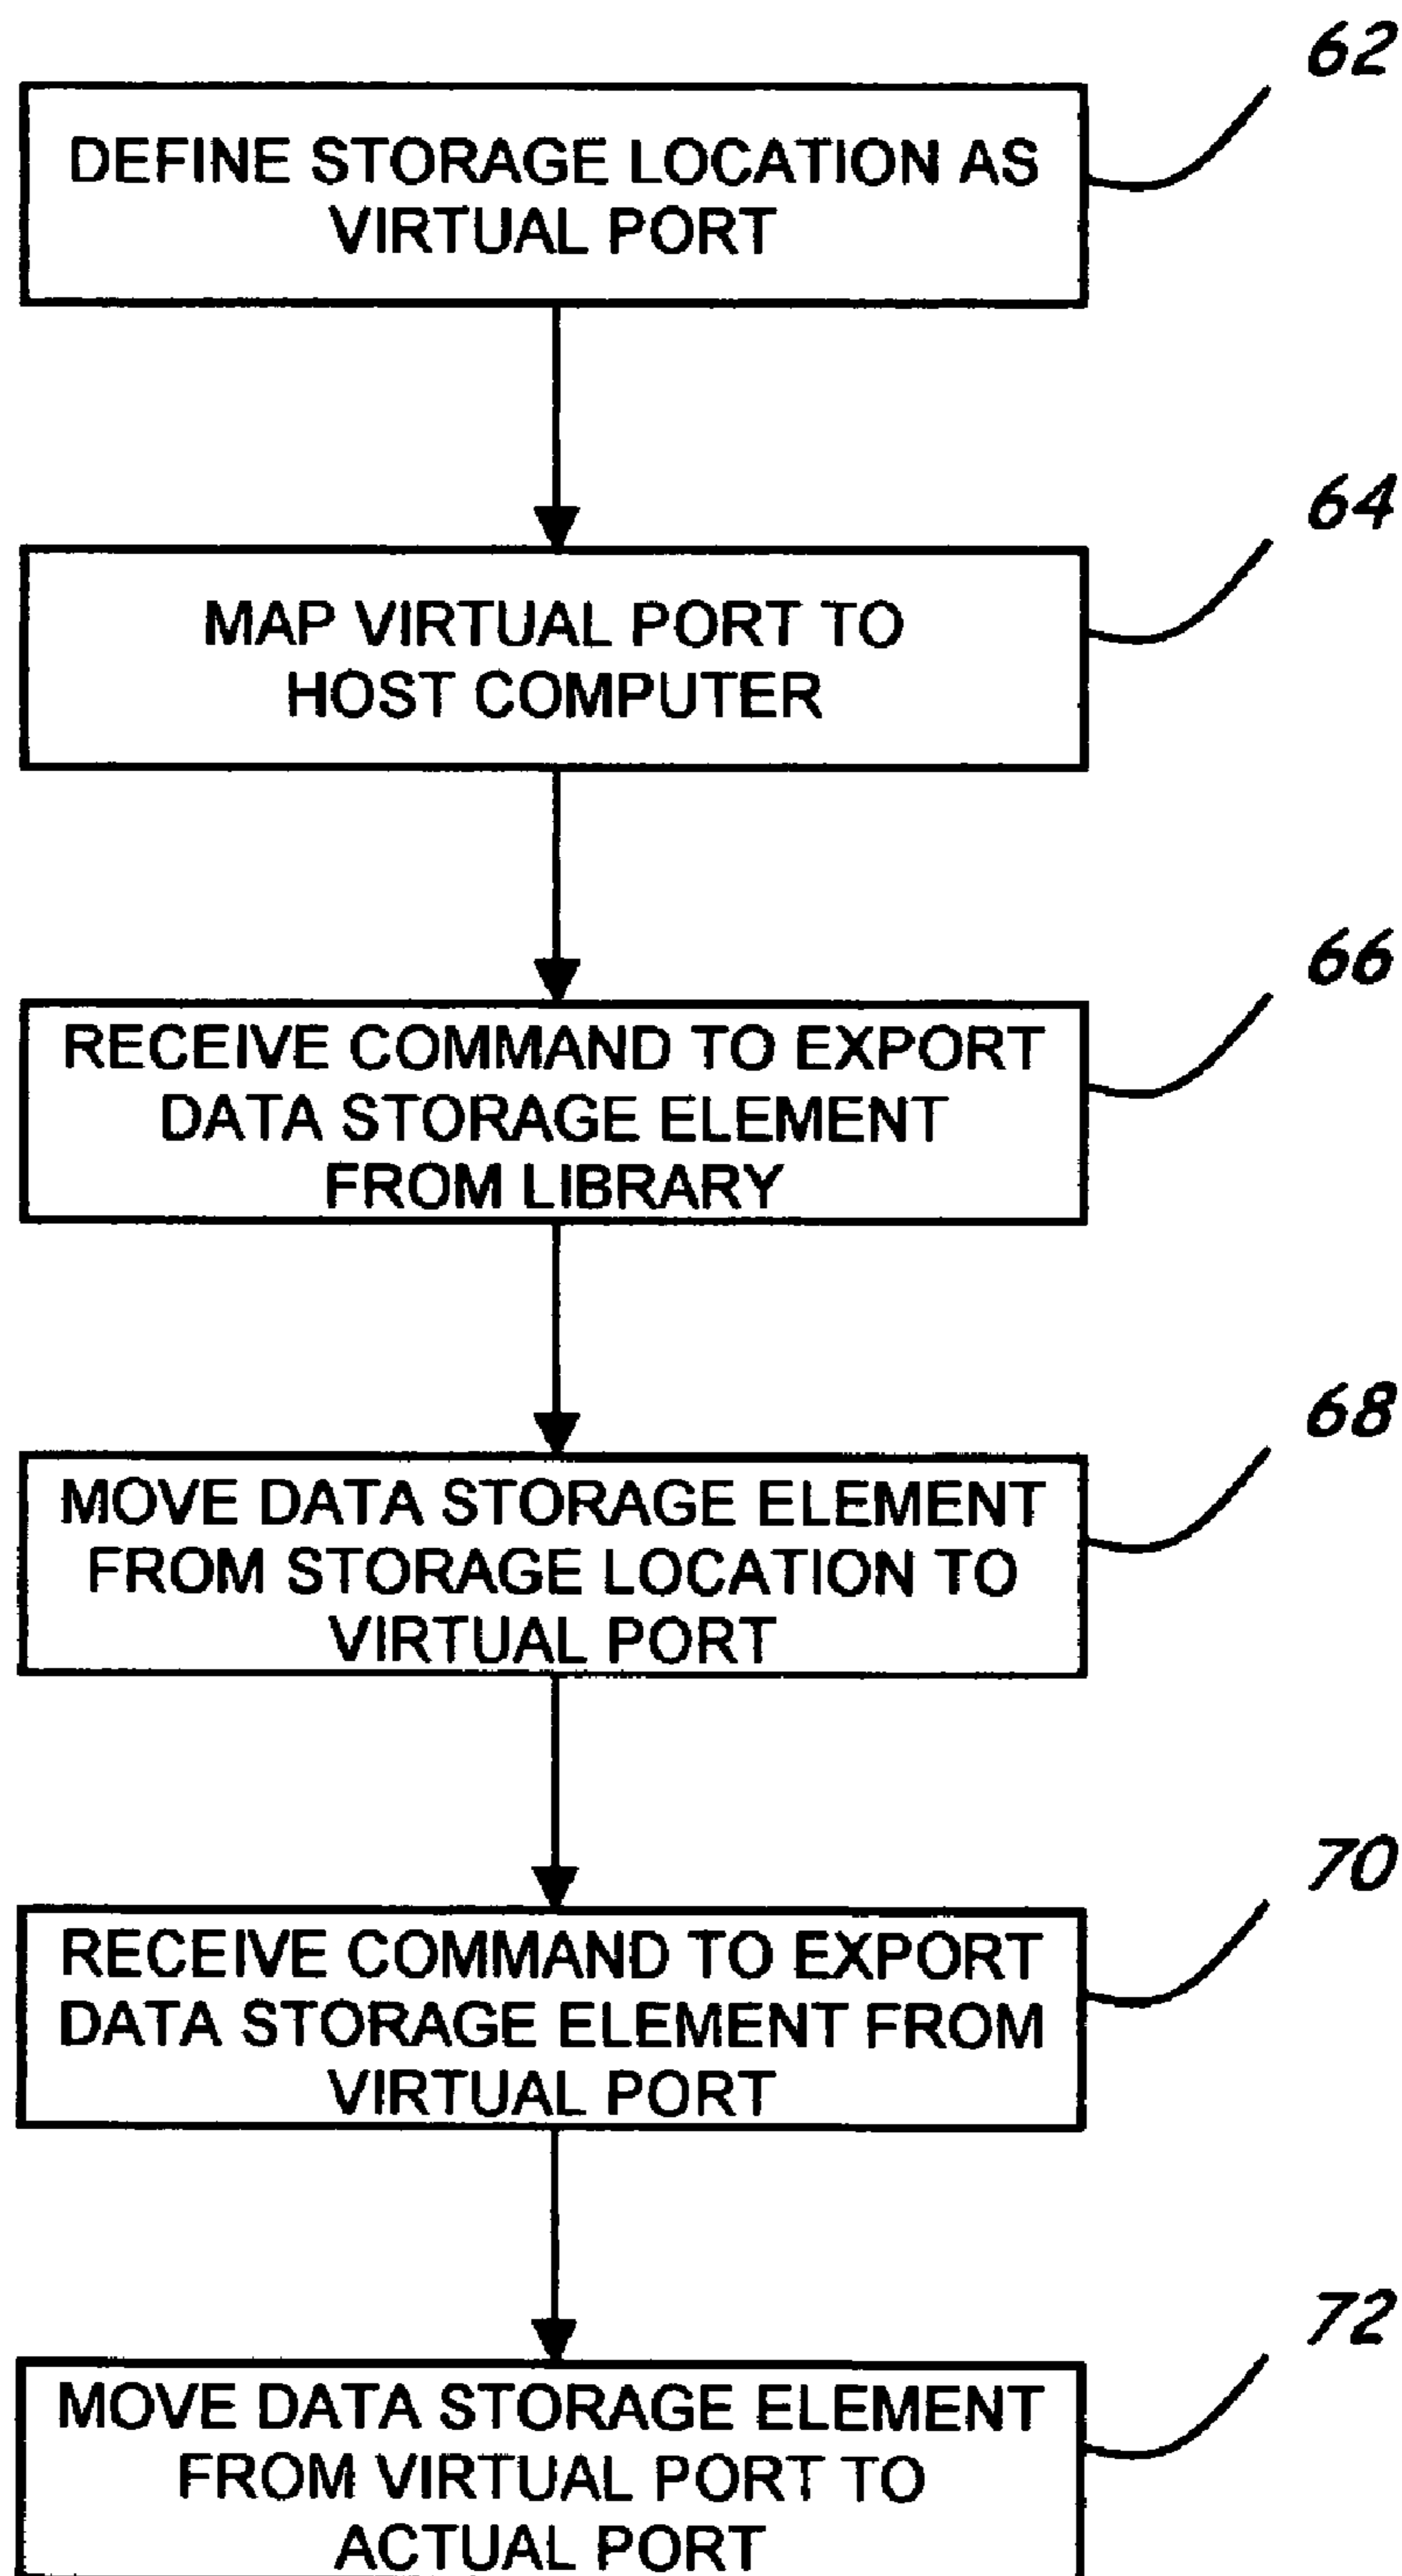 62
DEFINE STORAGE LOCATION AS
VIRTUAL PORT
64
MAP VIRTUAL PORT TO
HOST COMPUTER
66
RECEIVE COMMAND TO EXPORT
DATA STORAGE ELEMENT
FROM LIBRARY
68
MOVE DATA STORAGE ELEMENT
FROM STORAGE LOCATION TO
VIRTUAL PORT
70
RECEIVE COMMAND TO EXPORT
DATA STORAGE ELEMENT FROM
VIRTUAL PORT
72
MOVE DATA STORAGE ELEMENT
FROM VIRTUAL PORT TO
ACTUAL PORT